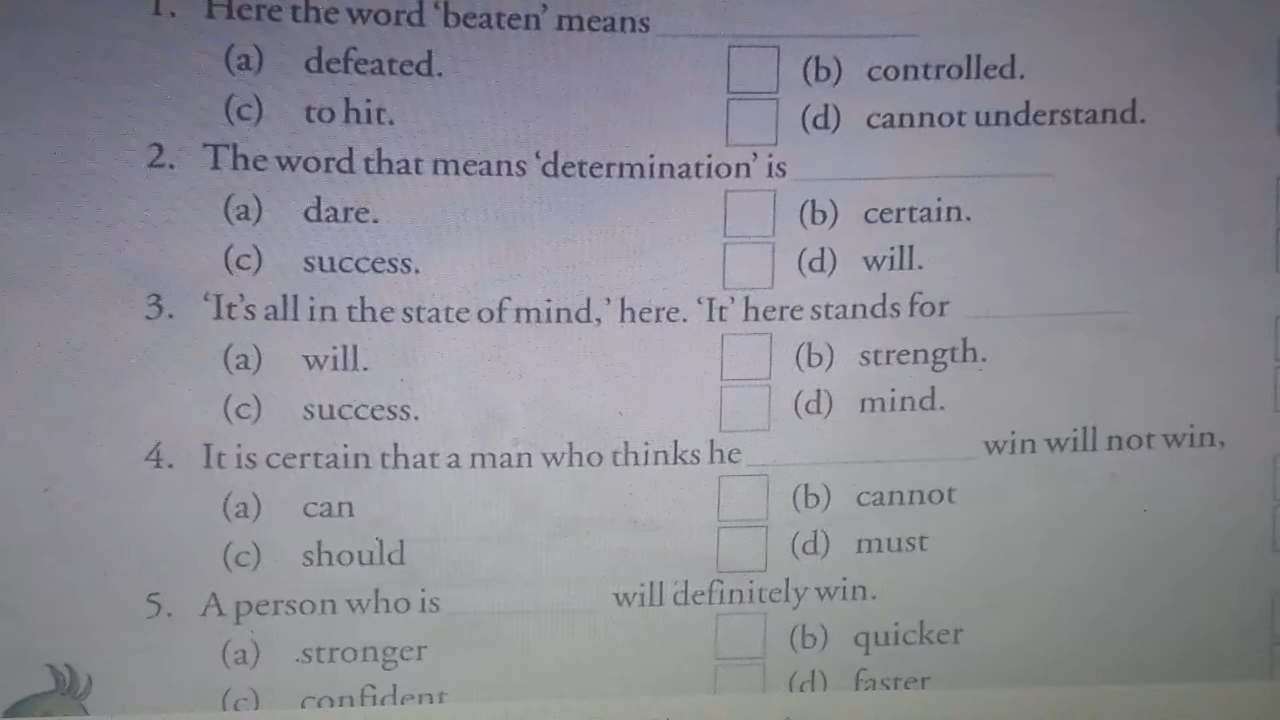 1. Here the word 'beaten' means
(a) defeated. (b) controlled.
(c) to hit. (d) cannot understand.
2. The word that means 'determination' is
(a) dare. (b) certain.
(c) success. (d) will.
3. 'It's all in the state of mind,' here. 'It' here stands for
(a) will. (b) strength.
(c) success. (d) mind.
4. It is certain that a man who thinks he win will not win,
(a) can (b) cannot
(c) should (d) must
5. A person who is will definitely win.
(a) .stronger (b) quicker
(c) confident (d) faster